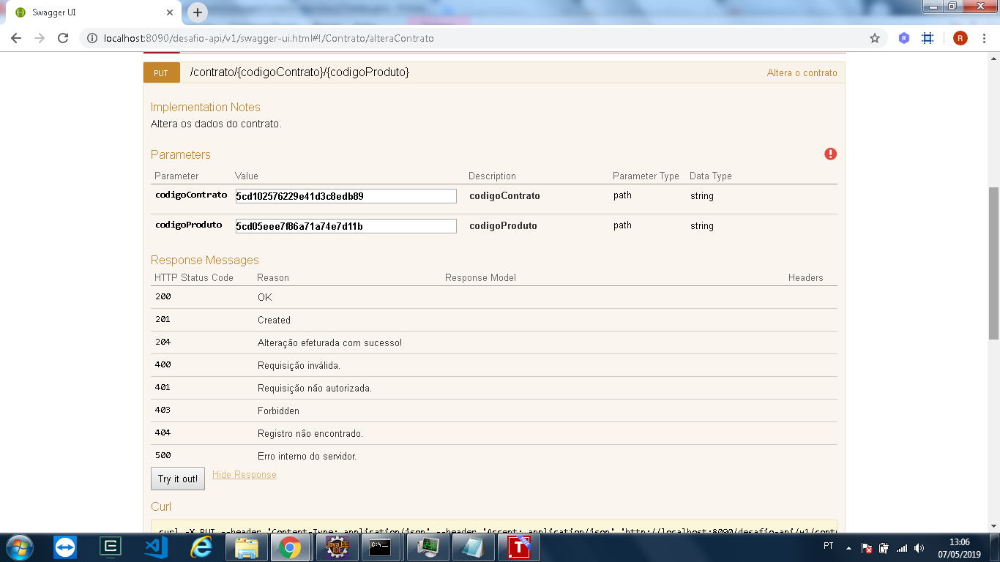 Swagger UI
localhost:8090/desafio-api/v1/swagger-ui.html#!/Contrato/alteraContrato
R
R
PUT /contrato/{codigoContrato}/{codigoProduto} Altera o contrato
Implementation Notes
Altera os dados do contrato.
Parameters
Parameter Value Description Parameter Type Data Type
codigoContrato 5cd102576229e41d3c8edb89 codigoContrato path string
codigoProduto 5cd05eee7f86a71a74e7d11b codigoProduto path string
Response Messages
HTTP Status Code Reason Response Model Headers
200 OK
201 Created
204 Alteração efeturada com sucesso!
400 Requisição inválida.
401 Requisição não autorizada.
403 Forbidden
404 Registro não encontrado.
500 Erro interno do servidor.
Try it out! Hide Response
Curl
curl -X PUT --header 'Content-Type: application/json' --header 'Accept: application/json' 'http://localhost:8090/desafio-api/v1/contr
Java EE
IDE
C:\.
T
PT
13:06
07/05/2019